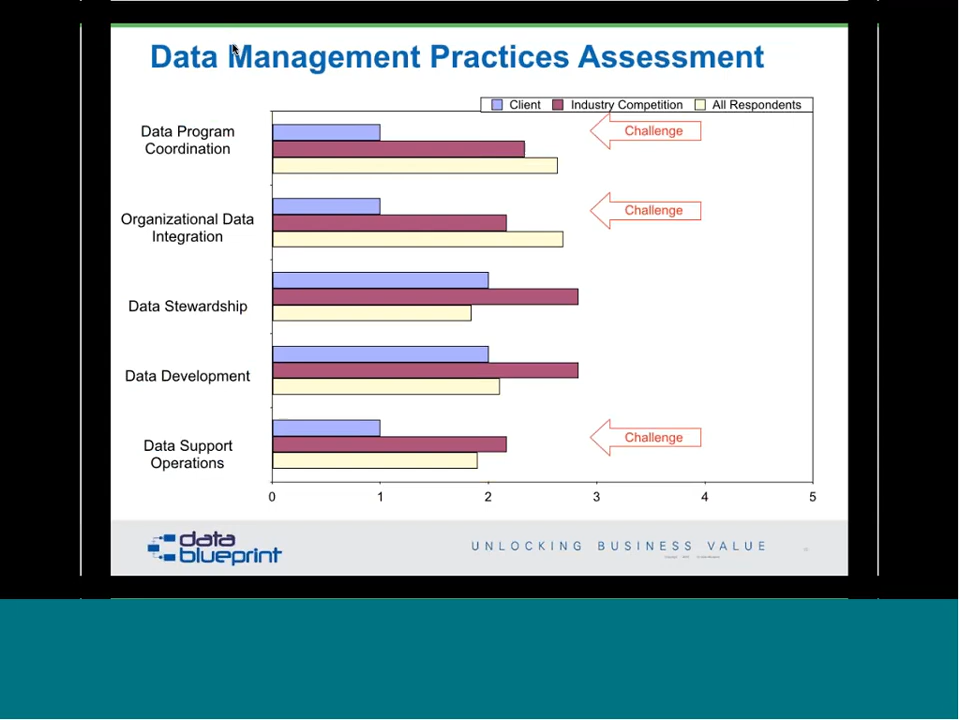 Data Management Practices Assessment
Client Industry Competition All Respondents
Data Program
Coordination
Challenge
Organizational Data
Integration
Challenge
Data Stewardship
Data Development
Data Support
Operations
Challenge
0 1 2 3 4 5
data
blueprint
UNLOCKING BUSINESS VALUE